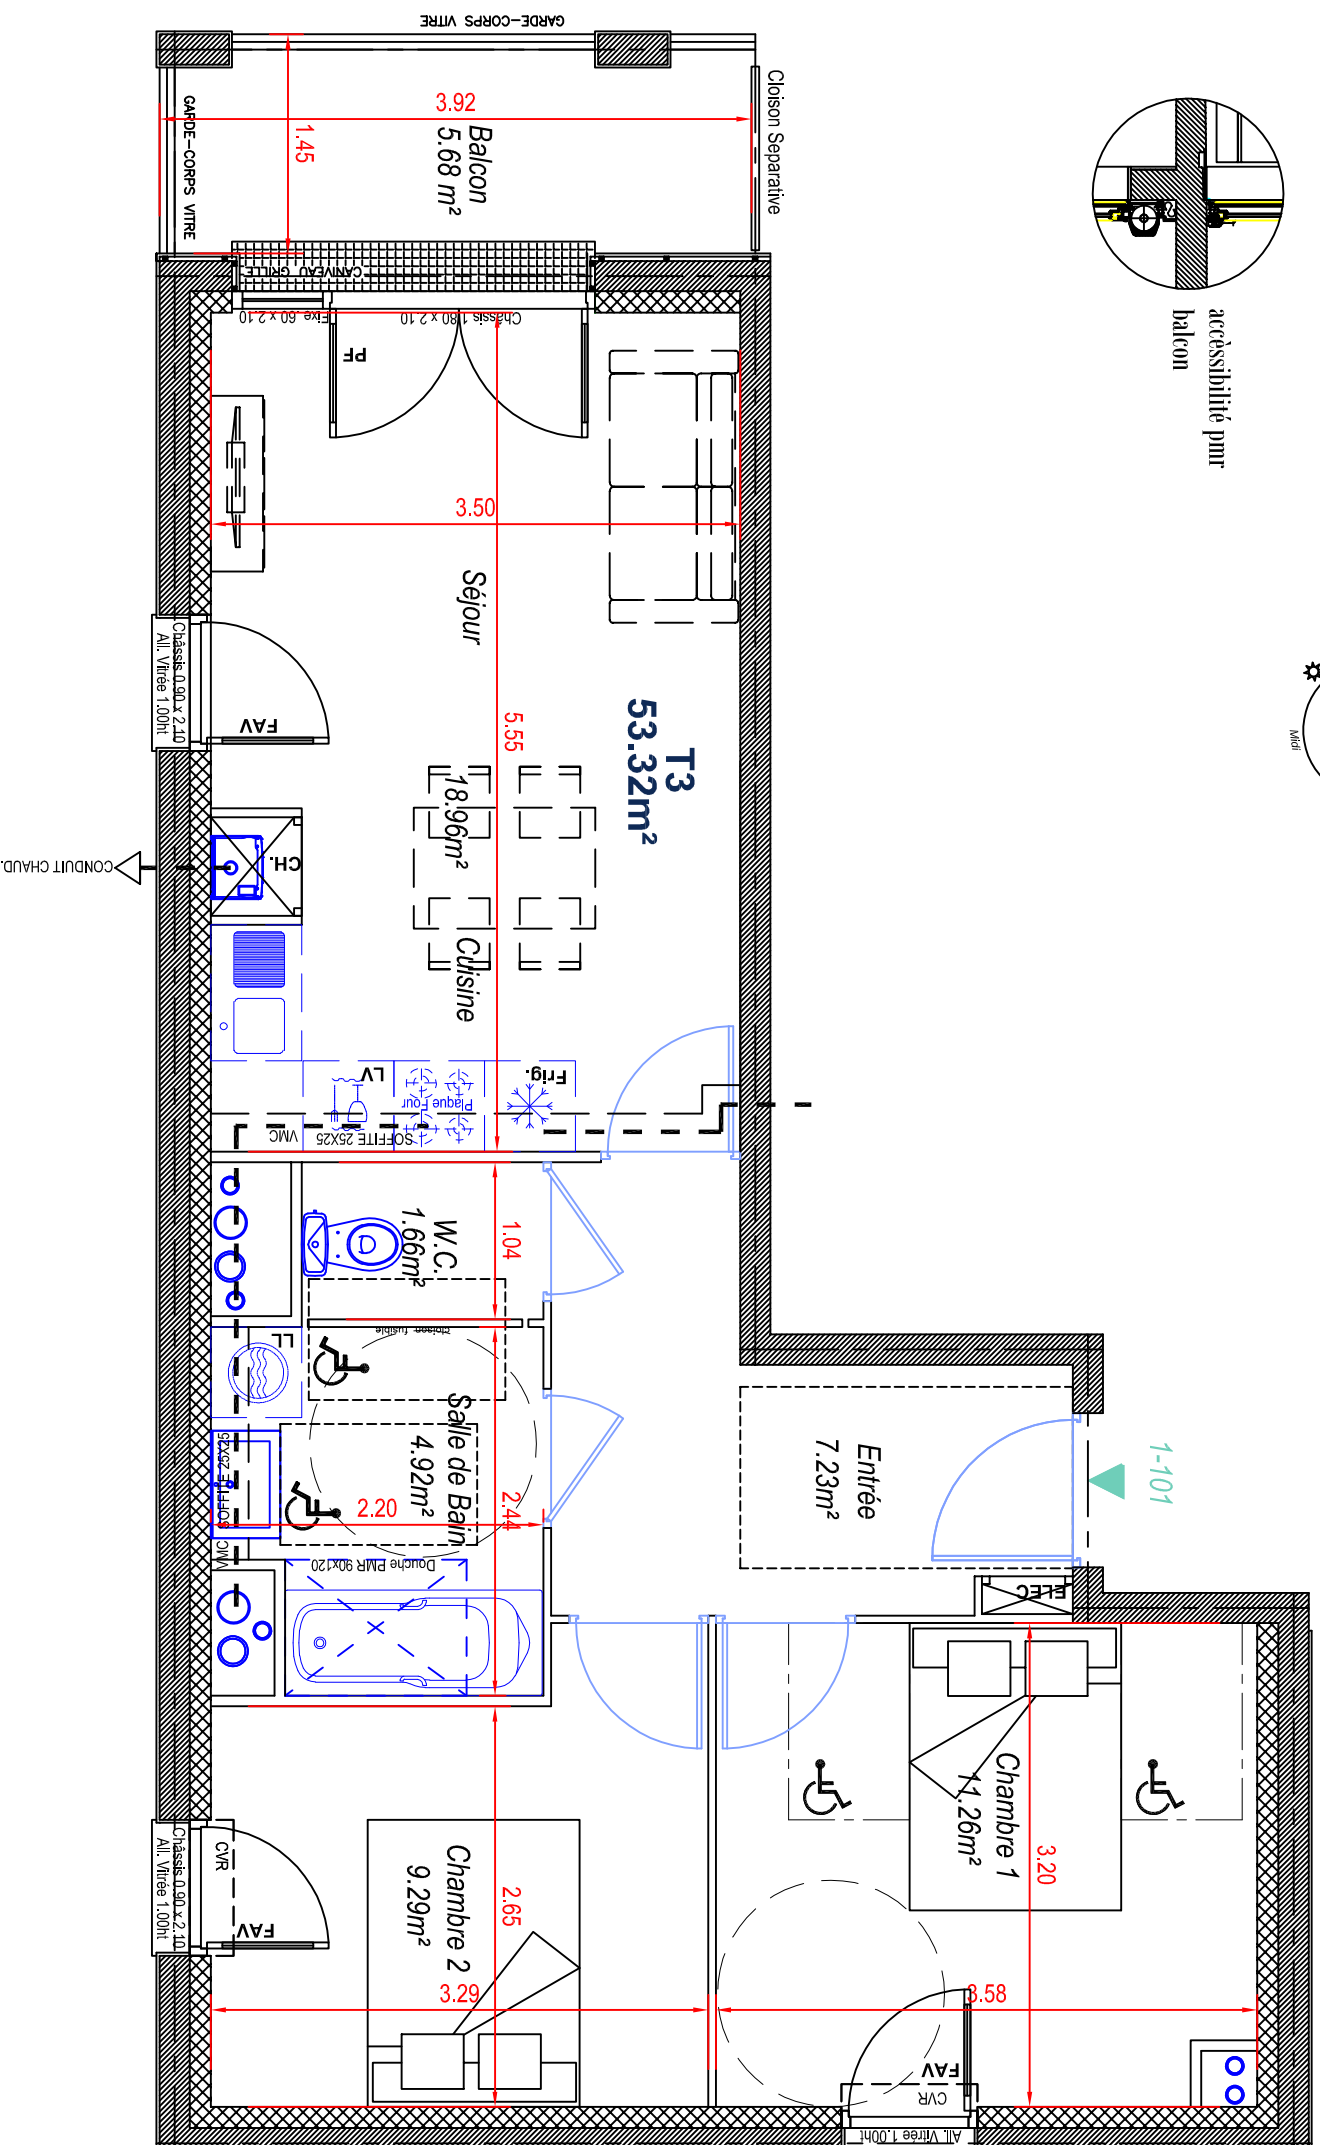 GARDE-CORPS VITRE
Cloison Separative
GARDE-CORPS VITRE
3.92
1.45
Balcon
5.68 m²
CANIVEAU GRILLE
accèssibilité pmr
balcon
Fixe .60 x 2.10
Châssis 1.80 x 2.10
PF
3.50
Séjour
T3
53.32m²
Midi
Châssis 0.90 x 2.10
All. Vitrée 1.00ht
FAV
5.55
18.96m²
CH.
CONDUIT CHAUD.
Cuisine
LV
Plaque Four
Frig.
VMC
SOFFITE 25X25
W.C.
1.66m²
1.04
cloison fusible
LL
Salle de Bain
4.92m²
2.20
2.44
SOFFITE 25X25
VMC
Douche PMR 90x120
Entrée
7.23m²
1-101
ELEC
Chambre 1
11.26m²
3.20
Chambre 2
9.29m²
2.65
3.29
3.58
Châssis 0.90 x 2.10
All. Vitrée 1.00ht
CVR
FAV
FAV
CVR
All. Vitrée 1.00ht